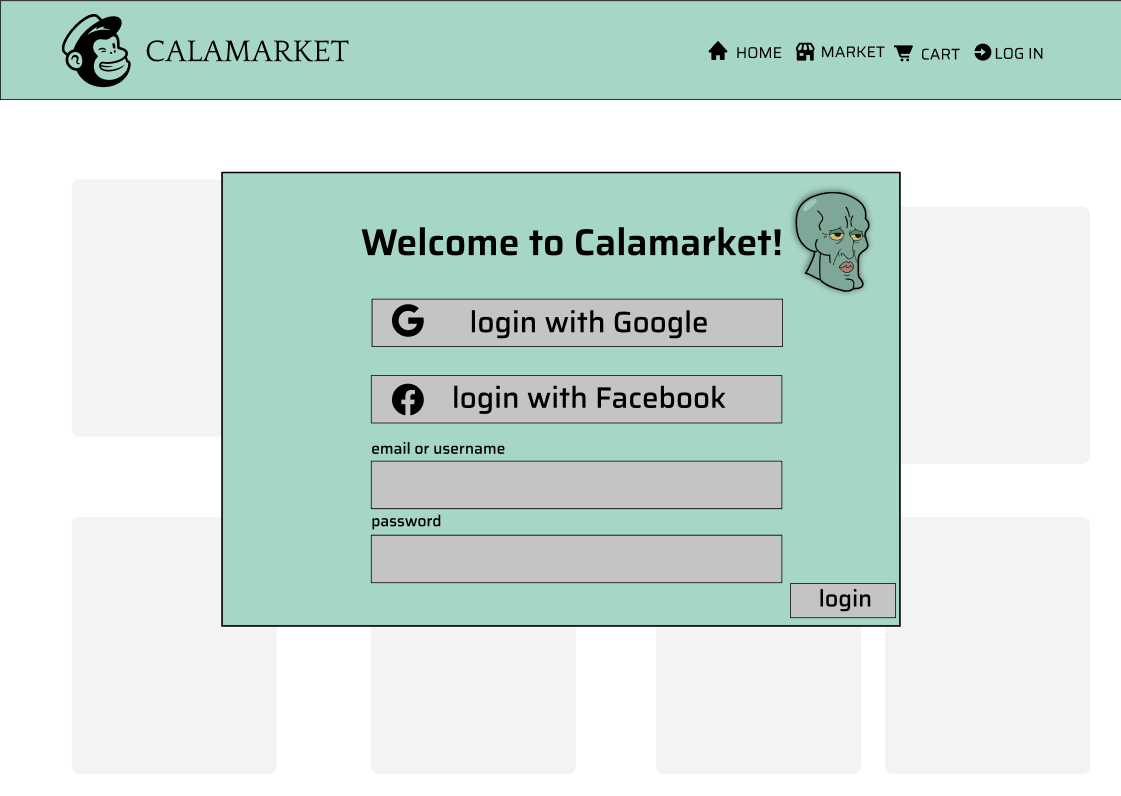 CALAMARKET
HOME MARKET CART LOG IN
Welcome to Calamarket!
login with Google
login with Facebook
email or username
password
login